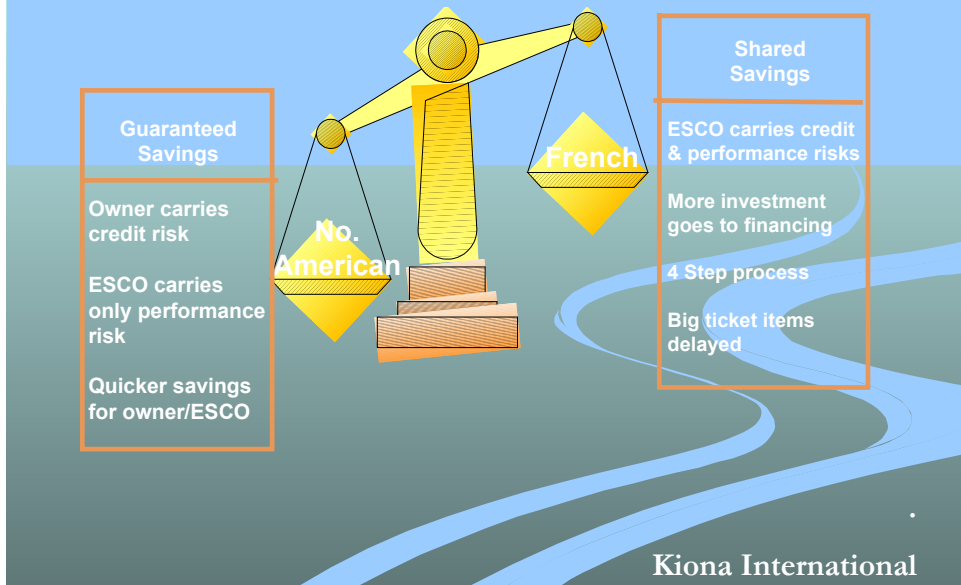 Guaranteed
Savings
Owner carries
credit risk
ESCO carries
only performance
risk
Quicker savings
for owner/ESCO
No.
American
French
Shared
Savings
ESCO carries credit
& performance risks
More investment
goes to financing
4 Step process
Big ticket items
delayed
.
Kiona International